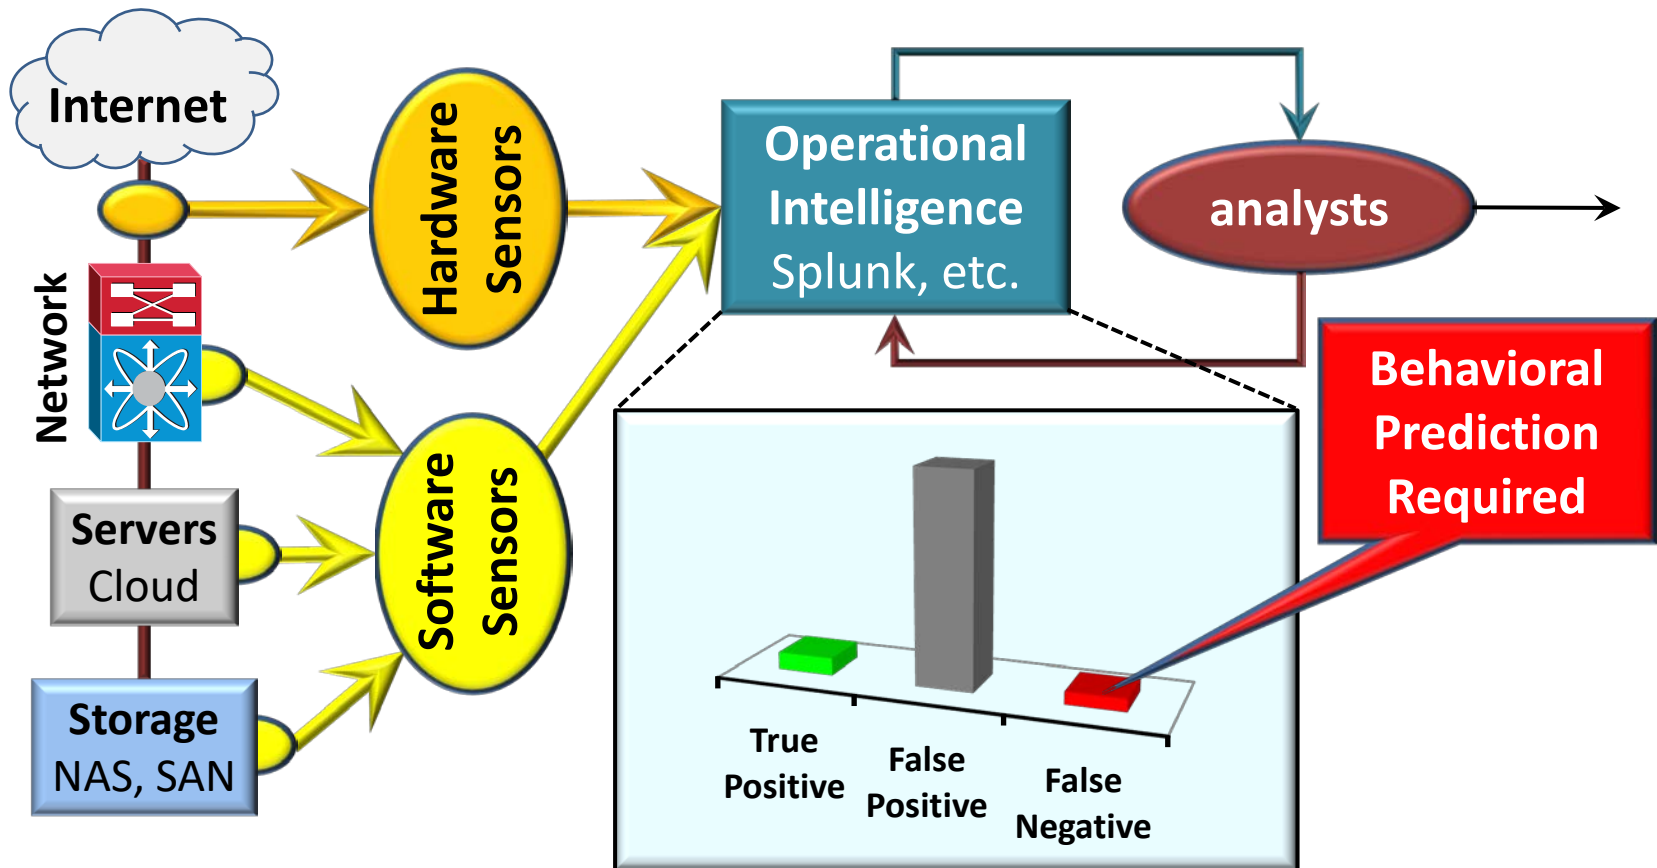 Internet
Hardware
Sensors
Operational
Intelligence
Splunk, etc.
analysts
Network
Software
Sensors
Servers
Cloud
Storage
NAS, SAN
Behavioral
Prediction
Required
True
Positive
False
Positive
False
Negative